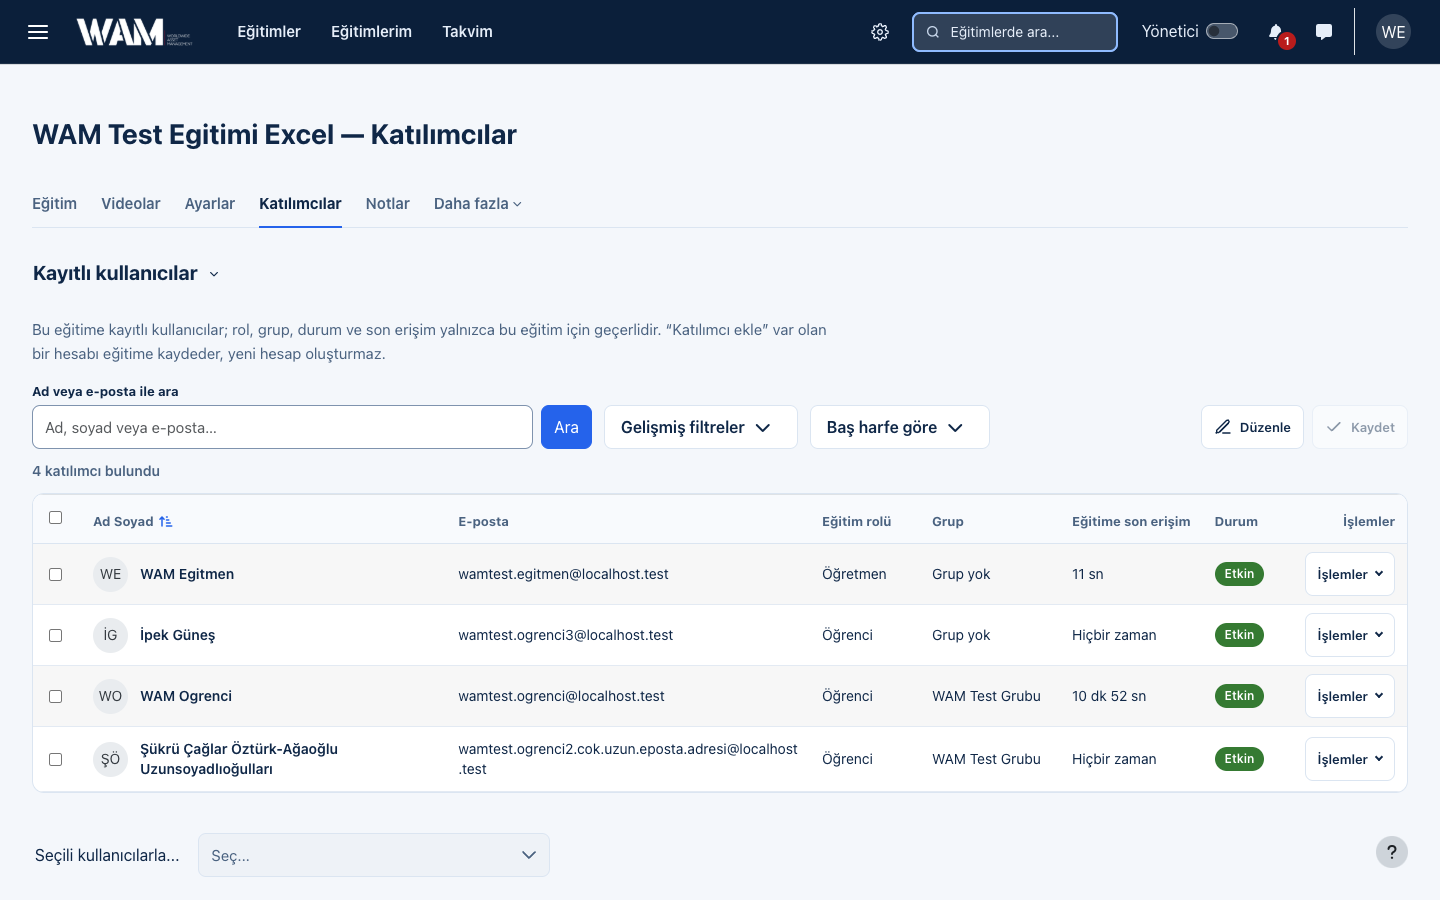 WAM
Eğitimler
Eğitimlerim
Takvim
Eğitimlerde ara...
Yönetici
1
WE
WAM Test Egitimi Excel — Katılımcılar
Eğitim
Videolar
Ayarlar
Katılımcılar
Notlar
Daha fazla
Kayıtlı kullanıcılar
Bu eğitime kayıtlı kullanıcılar; rol, grup, durum ve son erişim yalnızca bu eğitim için geçerlidir. “Katılımcı ekle” var olan
bir hesabı eğitime kaydeder, yeni hesap oluşturmaz.
Ad veya e-posta ile ara
Ad, soyad veya e-posta...
Ara
Gelişmiş filtreler
Baş harfe göre
Düzenle
Kaydet
4 katılımcı bulundu
Ad Soyad
E-posta
Eğitim rolü
Grup
Eğitime son erişim
Durum
İşlemler
WE
WAM Egitmen
wamtest.egitmen@localhost.test
Öğretmen
Grup yok
11 sn
Etkin
İşlemler
İG
İpek Güneş
wamtest.ogrenci3@localhost.test
Öğrenci
Grup yok
Hiçbir zaman
Etkin
İşlemler
WO
WAM Ogrenci
wamtest.ogrenci@localhost.test
Öğrenci
WAM Test Grubu
10 dk 52 sn
Etkin
İşlemler
ŞÖ
Şükrü Çağlar Öztürk-Ağaoğlu
Uzunsoyadlıoğulları
wamtest.ogrenci2.cok.uzun.eposta.adresi@localhost
.test
Öğrenci
WAM Test Grubu
Hiçbir zaman
Etkin
İşlemler
Seçili kullanıcılarla...
Seç...
?